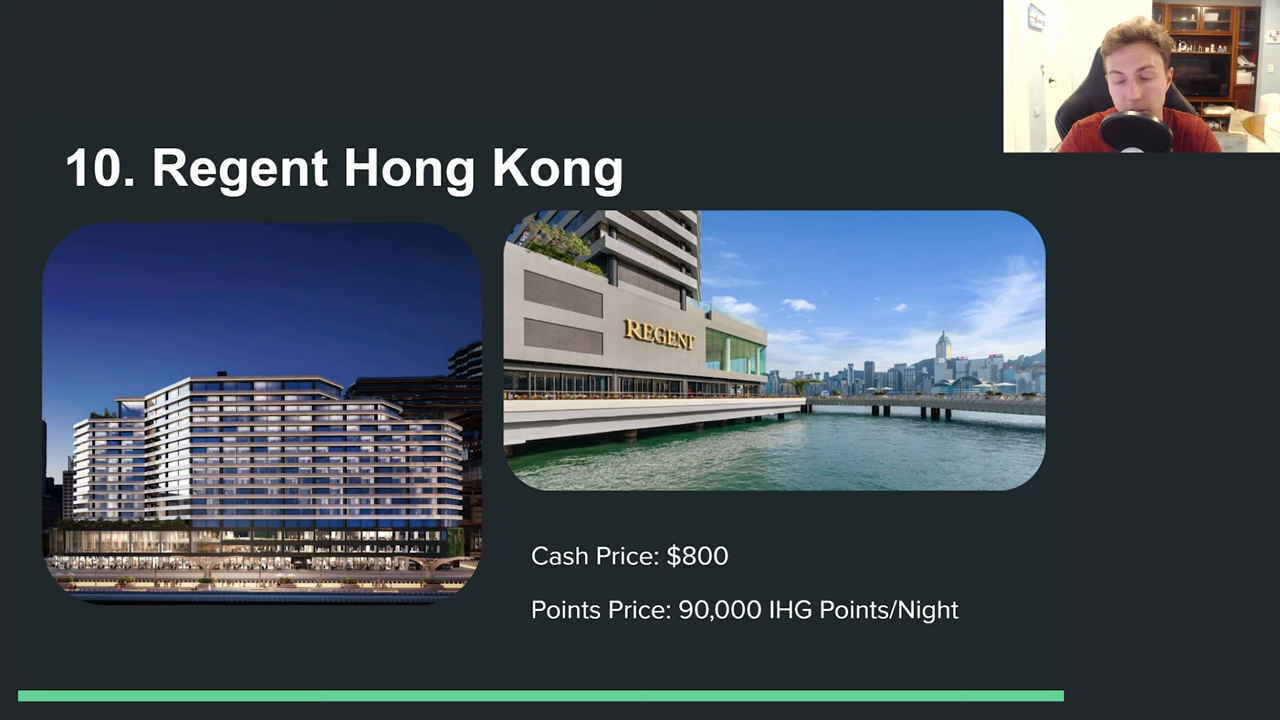 10. Regent Hong Kong
REGENT
Cash Price: $800
Points Price: 90,000 IHG Points/Night